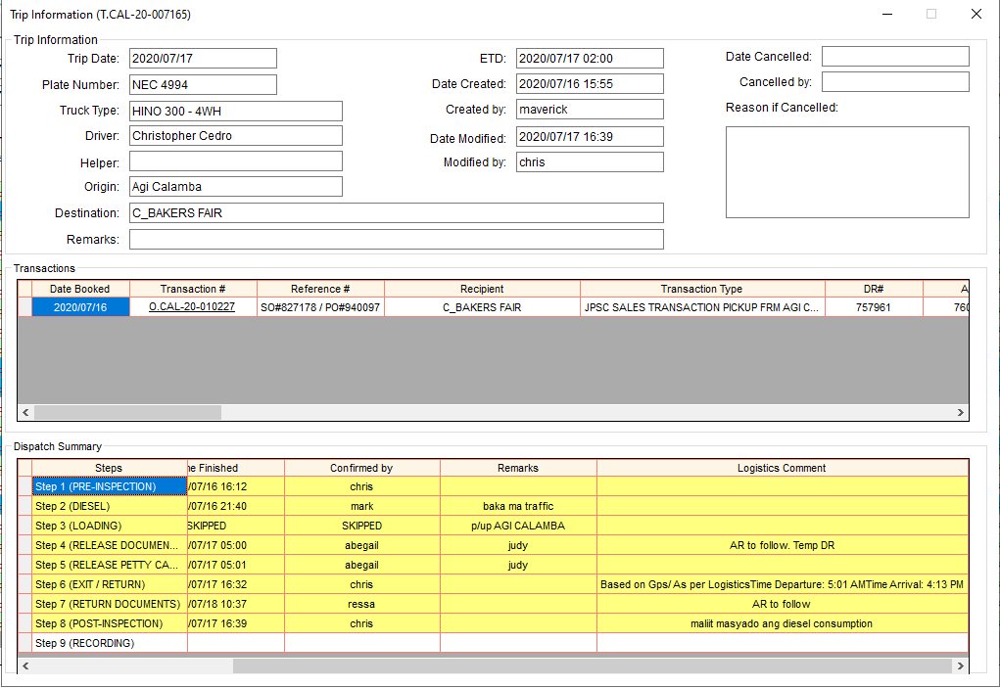 Trip Information (T.CAL-20-007165)
Trip Information
Trip Date: 2020/07/17 ETD: 2020/07/17 02:00 Date Cancelled:
Plate Number: NEC 4994 Date Created: 2020/07/16 15:55 Cancelled by:
Truck Type: HINO 300 - 4WH Created by: maverick Reason if Cancelled:
Driver: Christopher Cedro Date Modified: 2020/07/17 16:39
Helper: Modified by: chris
Origin: Agi Calamba
Destination: C_BAKERS FAIR
Remarks:
Transactions
Date Booked Transaction # Reference # Recipient Transaction Type DR# A
2020/07/16 O.CAL-20-010227 SO#827178 / PO#940097 C_BAKERS FAIR JPSC SALES TRANSACTION PICKUP FRM AGI C... 757961 760
Dispatch Summary
Steps ne Finished Confirmed by Remarks Logistics Comment
Step 1 (PRE-INSPECTION) /07/16 16:12 chris
Step 2 (DIESEL) /07/16 21:40 mark baka ma traffic
Step 3 (LOADING) SKIPPED SKIPPED p/up AGI CALAMBA
Step 4 (RELEASE DOCUMEN... /07/17 05:00 abegail judy AR to follow. Temp DR
Step 5 (RELEASE PETTY CA... /07/17 05:01 abegail judy
Step 6 (EXIT / RETURN) /07/17 16:32 chris Based on Gps/ As per LogisticsTime Departure: 5:01 AMTime Arrival: 4:13 PM
Step 7 (RETURN DOCUMENTS) /07/18 10:37 ressa AR to follow
Step 8 (POST-INSPECTION) /07/17 16:39 chris maliit masyado ang diesel consumption
Step 9 (RECORDING)